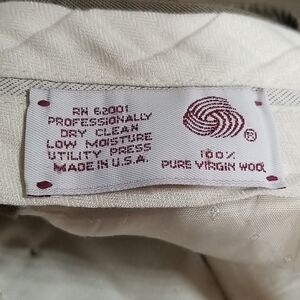 RN 62001
PROFESSIONALLY
DRY CLEAN
LOW MOISTURE
UTILITY PRESS
MADE IN U.S.A.
®
100%
PURE VIRGIN WOOL